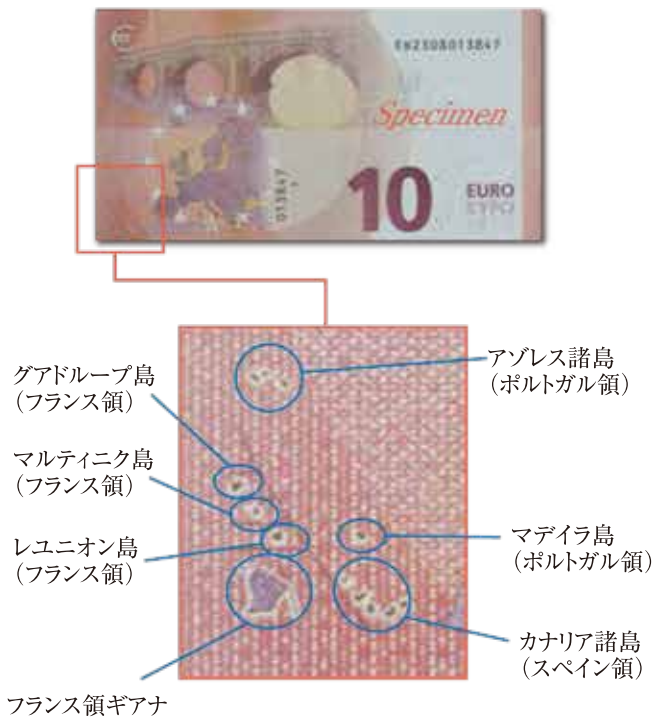 €
EN2308013847
Specimen
013847
10
EURO
ΕΥΡΩ
グアドループ島
（フランス領）
マルティニク島
（フランス領）
レユニオン島
（フランス領）
フランス領ギアナ
アゾレス諸島
（ポルトガル領）
マデイラ島
（ポルトガル領）
カナリア諸島
（スペイン領）